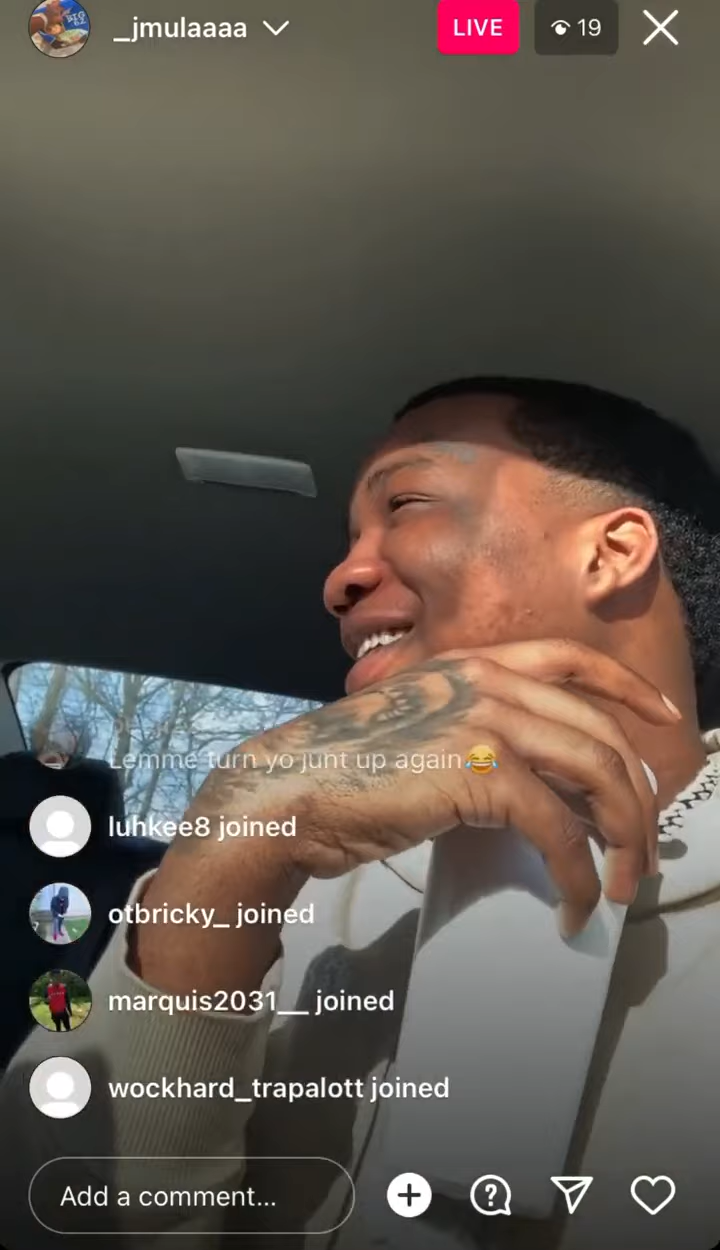 _jmulaaaa
LIVE
19
Lemme turn yo junt up again😂
luhkee8 joined
otbricky_ joined
marquis2031__ joined
wockhard_trapalott joined
Add a comment...